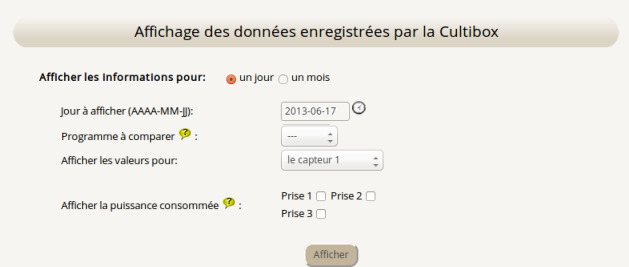 Affichage des données enregistrées par la Cultibox
Afficher les informations pour: un jour un mois
Jour à afficher (AAAA-MM-JJ): 2013-06-17
Programme à comparer ? : ---
Afficher les valeurs pour: le capteur 1
Prise 1 Prise 2
Afficher la puissance consommée ? :
Prise 3
Afficher